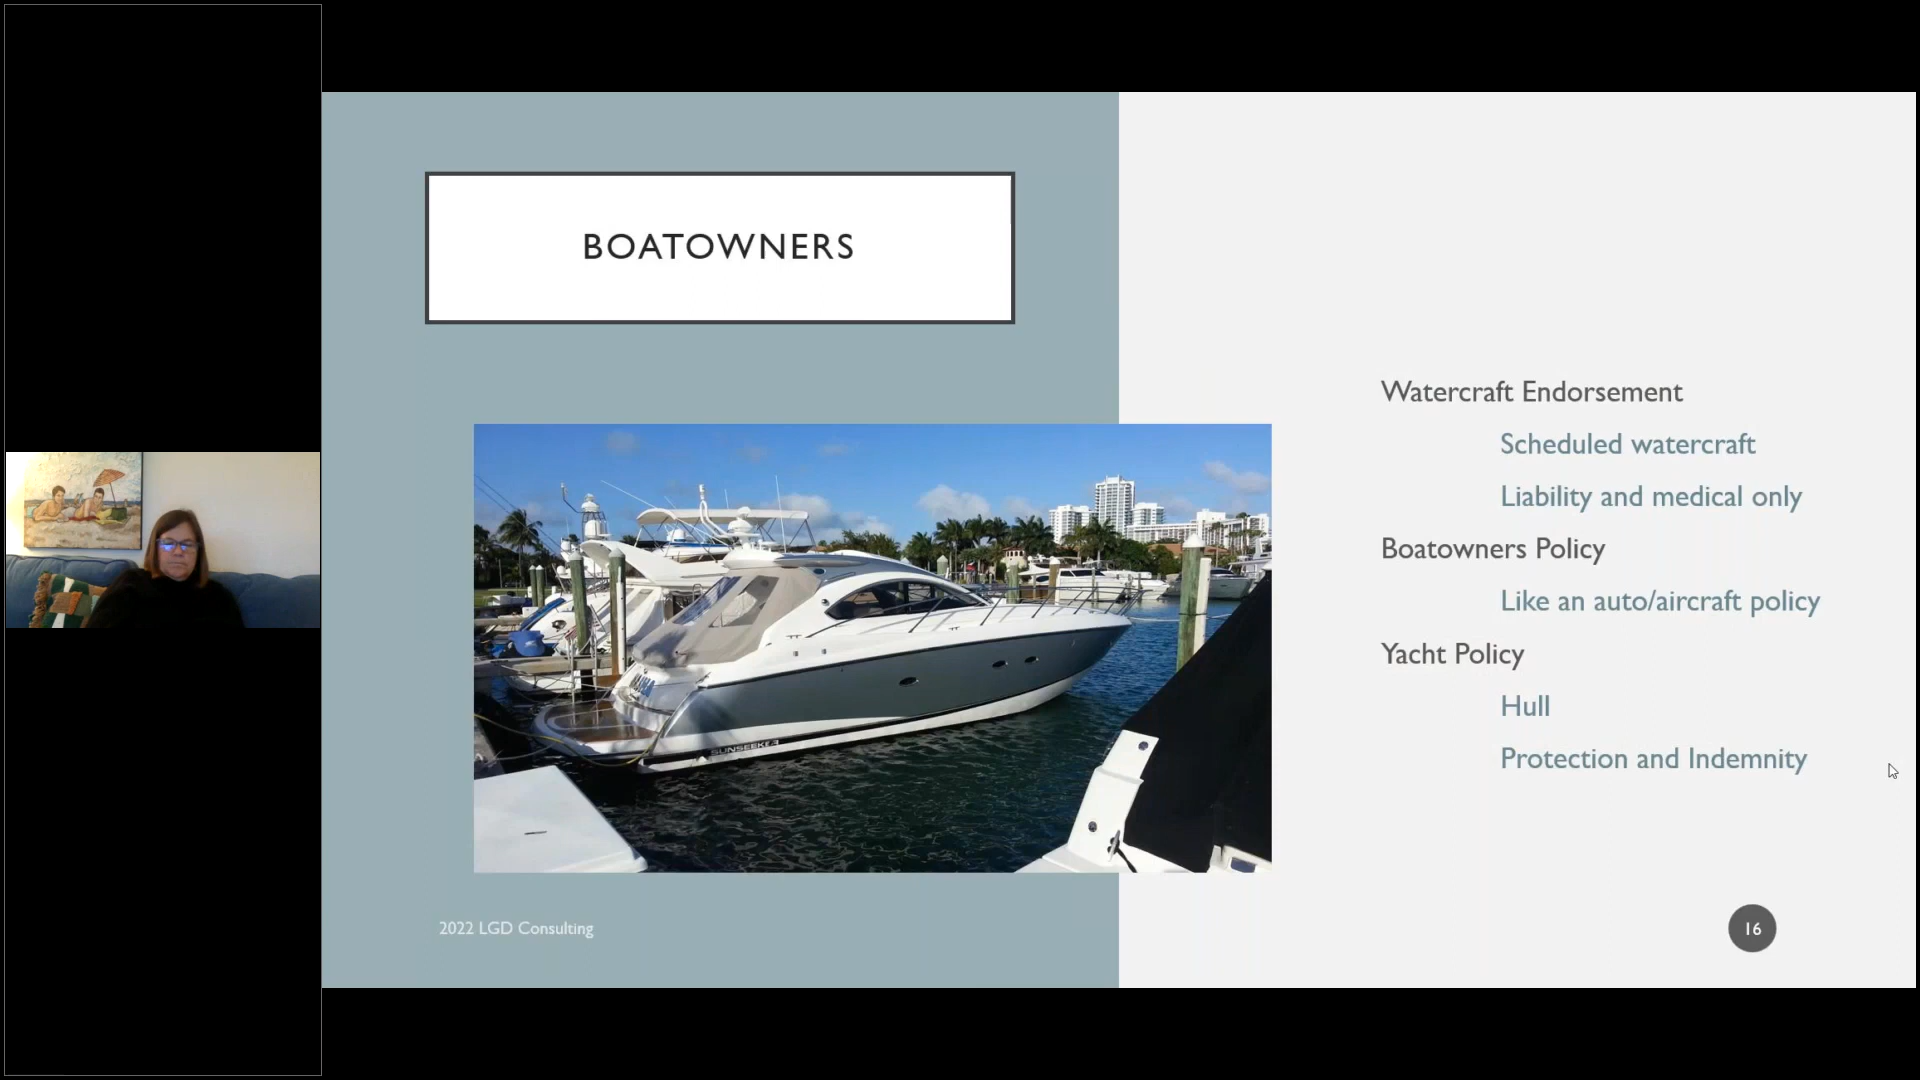 BOATOWNERS
Watercraft Endorsement
Scheduled watercraft
Liability and medical only
Boatowners Policy
Like an auto/aircraft policy
Yacht Policy
Hull
Protection and Indemnity
SUNSEEKER
2022 LGD Consulting
16